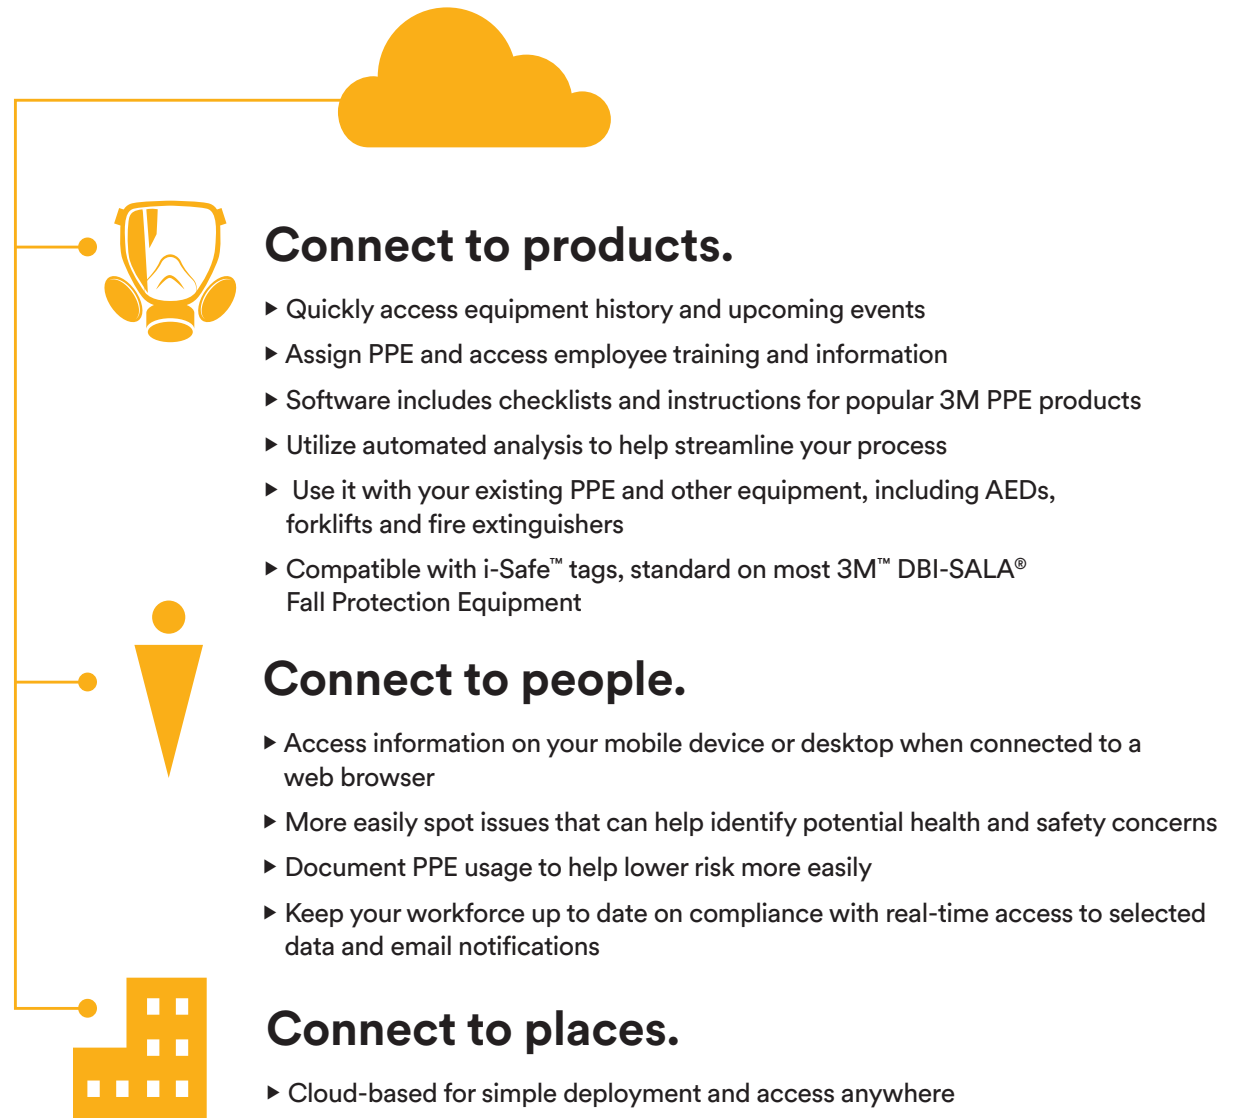 Connect to products.
▸ Quickly access equipment history and upcoming events
▸ Assign PPE and access employee training and information
▸ Software includes checklists and instructions for popular 3M PPE products
▸ Utilize automated analysis to help streamline your process
▸ Use it with your existing PPE and other equipment, including AEDs,
forklifts and fire extinguishers
▸ Compatible with i-Safe™ tags, standard on most 3M™ DBI-SALA®
Fall Protection Equipment
Connect to people.
▸ Access information on your mobile device or desktop when connected to a
web browser
▸ More easily spot issues that can help identify potential health and safety concerns
▸ Document PPE usage to help lower risk more easily
▸ Keep your workforce up to date on compliance with real-time access to selected
data and email notifications
Connect to places.
▸ Cloud-based for simple deployment and access anywhere